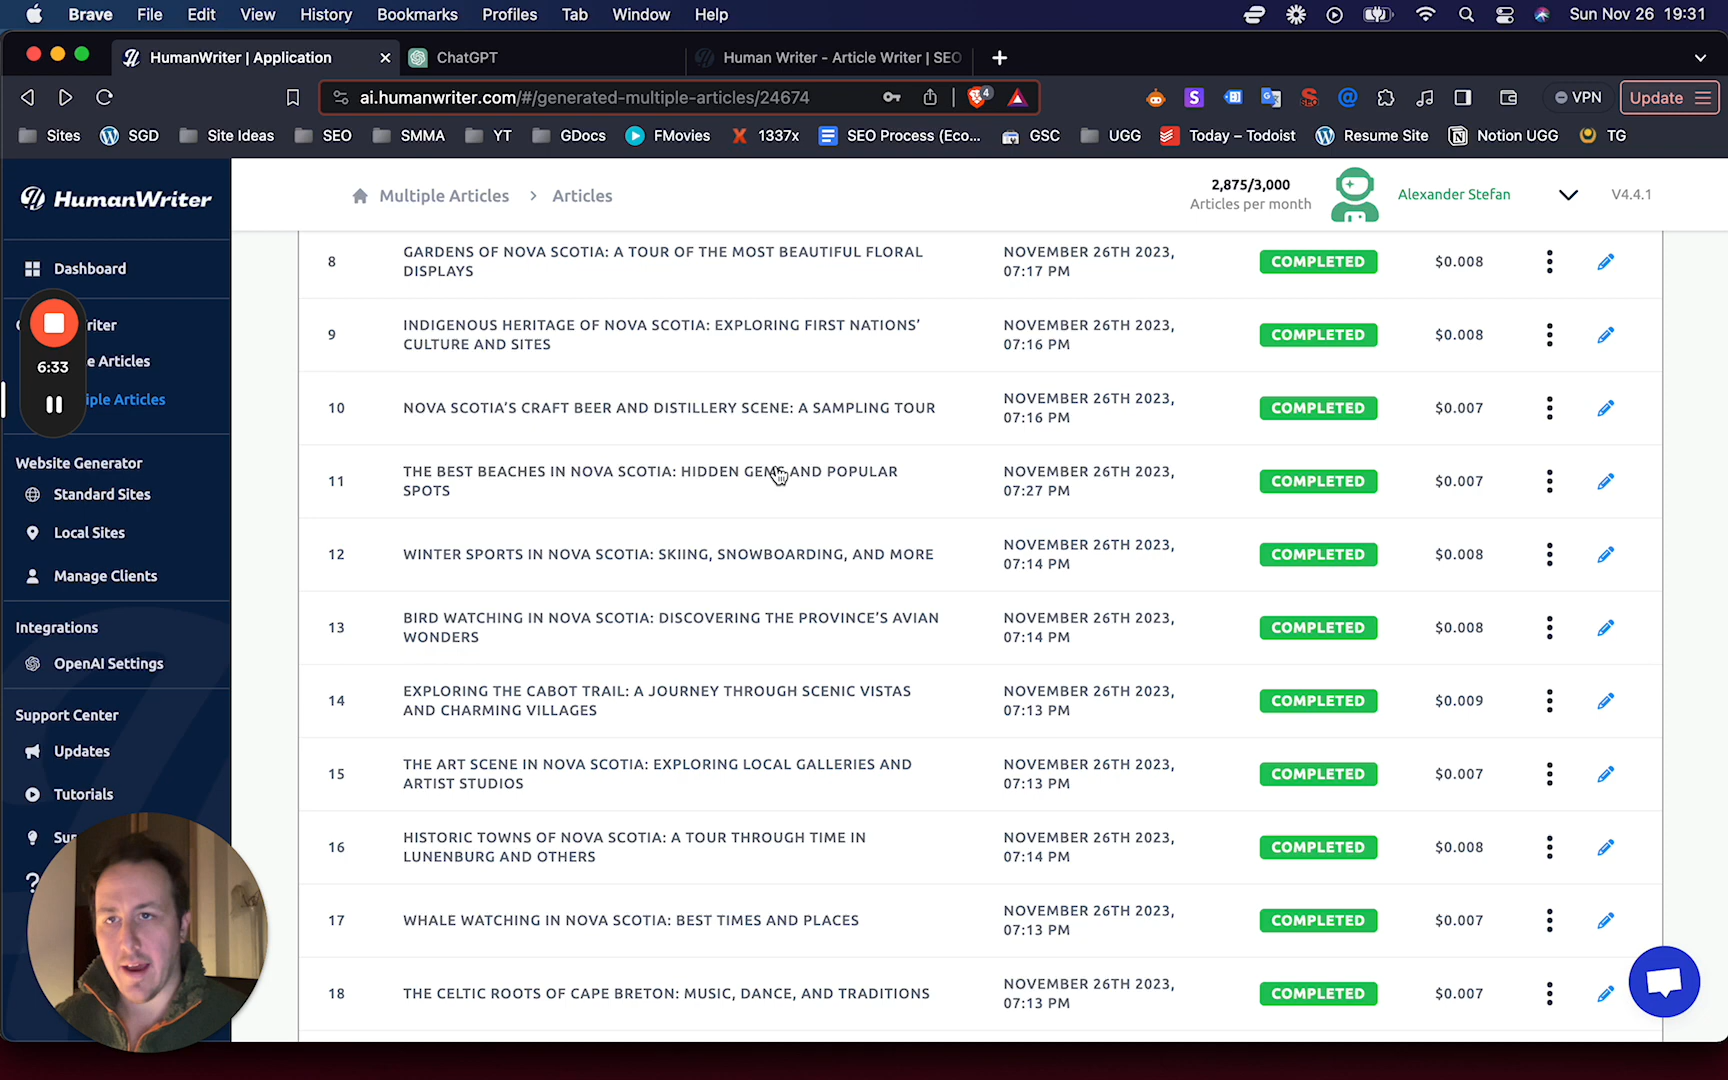 Brave File Edit View History Bookmarks Profiles Tab Window Help Sun Nov 26 19:31
HumanWriter | Application ChatGPT Human Writer - Article Writer | SEO
ai.humanwriter.com/#/generated-multiple-articles/24674 4 VPN Update
Sites SGD Site Ideas SEO SMMA YT GDocs FMovies 1337x SEO Process (Eco... GSC UGG Today – Todoist Resume Site Notion UGG TG
HumanWriter
Multiple Articles > Articles
2,875/3,000
Articles per month
Alexander Stefan
V4.4.1
Dashboard
riter
e Articles
iple Articles
6:33
Website Generator
Standard Sites
Local Sites
Manage Clients
Integrations
OpenAI Settings
Support Center
Updates
Tutorials
Su
8 GARDENS OF NOVA SCOTIA: A TOUR OF THE MOST BEAUTIFUL FLORAL NOVEMBER 26TH 2023, COMPLETED $0.008
DISPLAYS 07:17 PM
9 INDIGENOUS HERITAGE OF NOVA SCOTIA: EXPLORING FIRST NATIONS' NOVEMBER 26TH 2023, COMPLETED $0.008
CULTURE AND SITES 07:16 PM
10 NOVA SCOTIA'S CRAFT BEER AND DISTILLERY SCENE: A SAMPLING TOUR NOVEMBER 26TH 2023, COMPLETED $0.007
07:16 PM
11 THE BEST BEACHES IN NOVA SCOTIA: HIDDEN GEMS AND POPULAR NOVEMBER 26TH 2023, COMPLETED $0.007
SPOTS 07:27 PM
12 WINTER SPORTS IN NOVA SCOTIA: SKIING, SNOWBOARDING, AND MORE NOVEMBER 26TH 2023, COMPLETED $0.008
07:14 PM
13 BIRD WATCHING IN NOVA SCOTIA: DISCOVERING THE PROVINCE'S AVIAN NOVEMBER 26TH 2023, COMPLETED $0.008
WONDERS 07:14 PM
14 EXPLORING THE CABOT TRAIL: A JOURNEY THROUGH SCENIC VISTAS NOVEMBER 26TH 2023, COMPLETED $0.009
AND CHARMING VILLAGES 07:13 PM
15 THE ART SCENE IN NOVA SCOTIA: EXPLORING LOCAL GALLERIES AND NOVEMBER 26TH 2023, COMPLETED $0.007
ARTIST STUDIOS 07:13 PM
16 HISTORIC TOWNS OF NOVA SCOTIA: A TOUR THROUGH TIME IN NOVEMBER 26TH 2023, COMPLETED $0.008
LUNENBURG AND OTHERS 07:14 PM
17 WHALE WATCHING IN NOVA SCOTIA: BEST TIMES AND PLACES NOVEMBER 26TH 2023, COMPLETED $0.007
07:13 PM
18 THE CELTIC ROOTS OF CAPE BRETON: MUSIC, DANCE, AND TRADITIONS NOVEMBER 26TH 2023, COMPLETED $0.007
07:13 PM